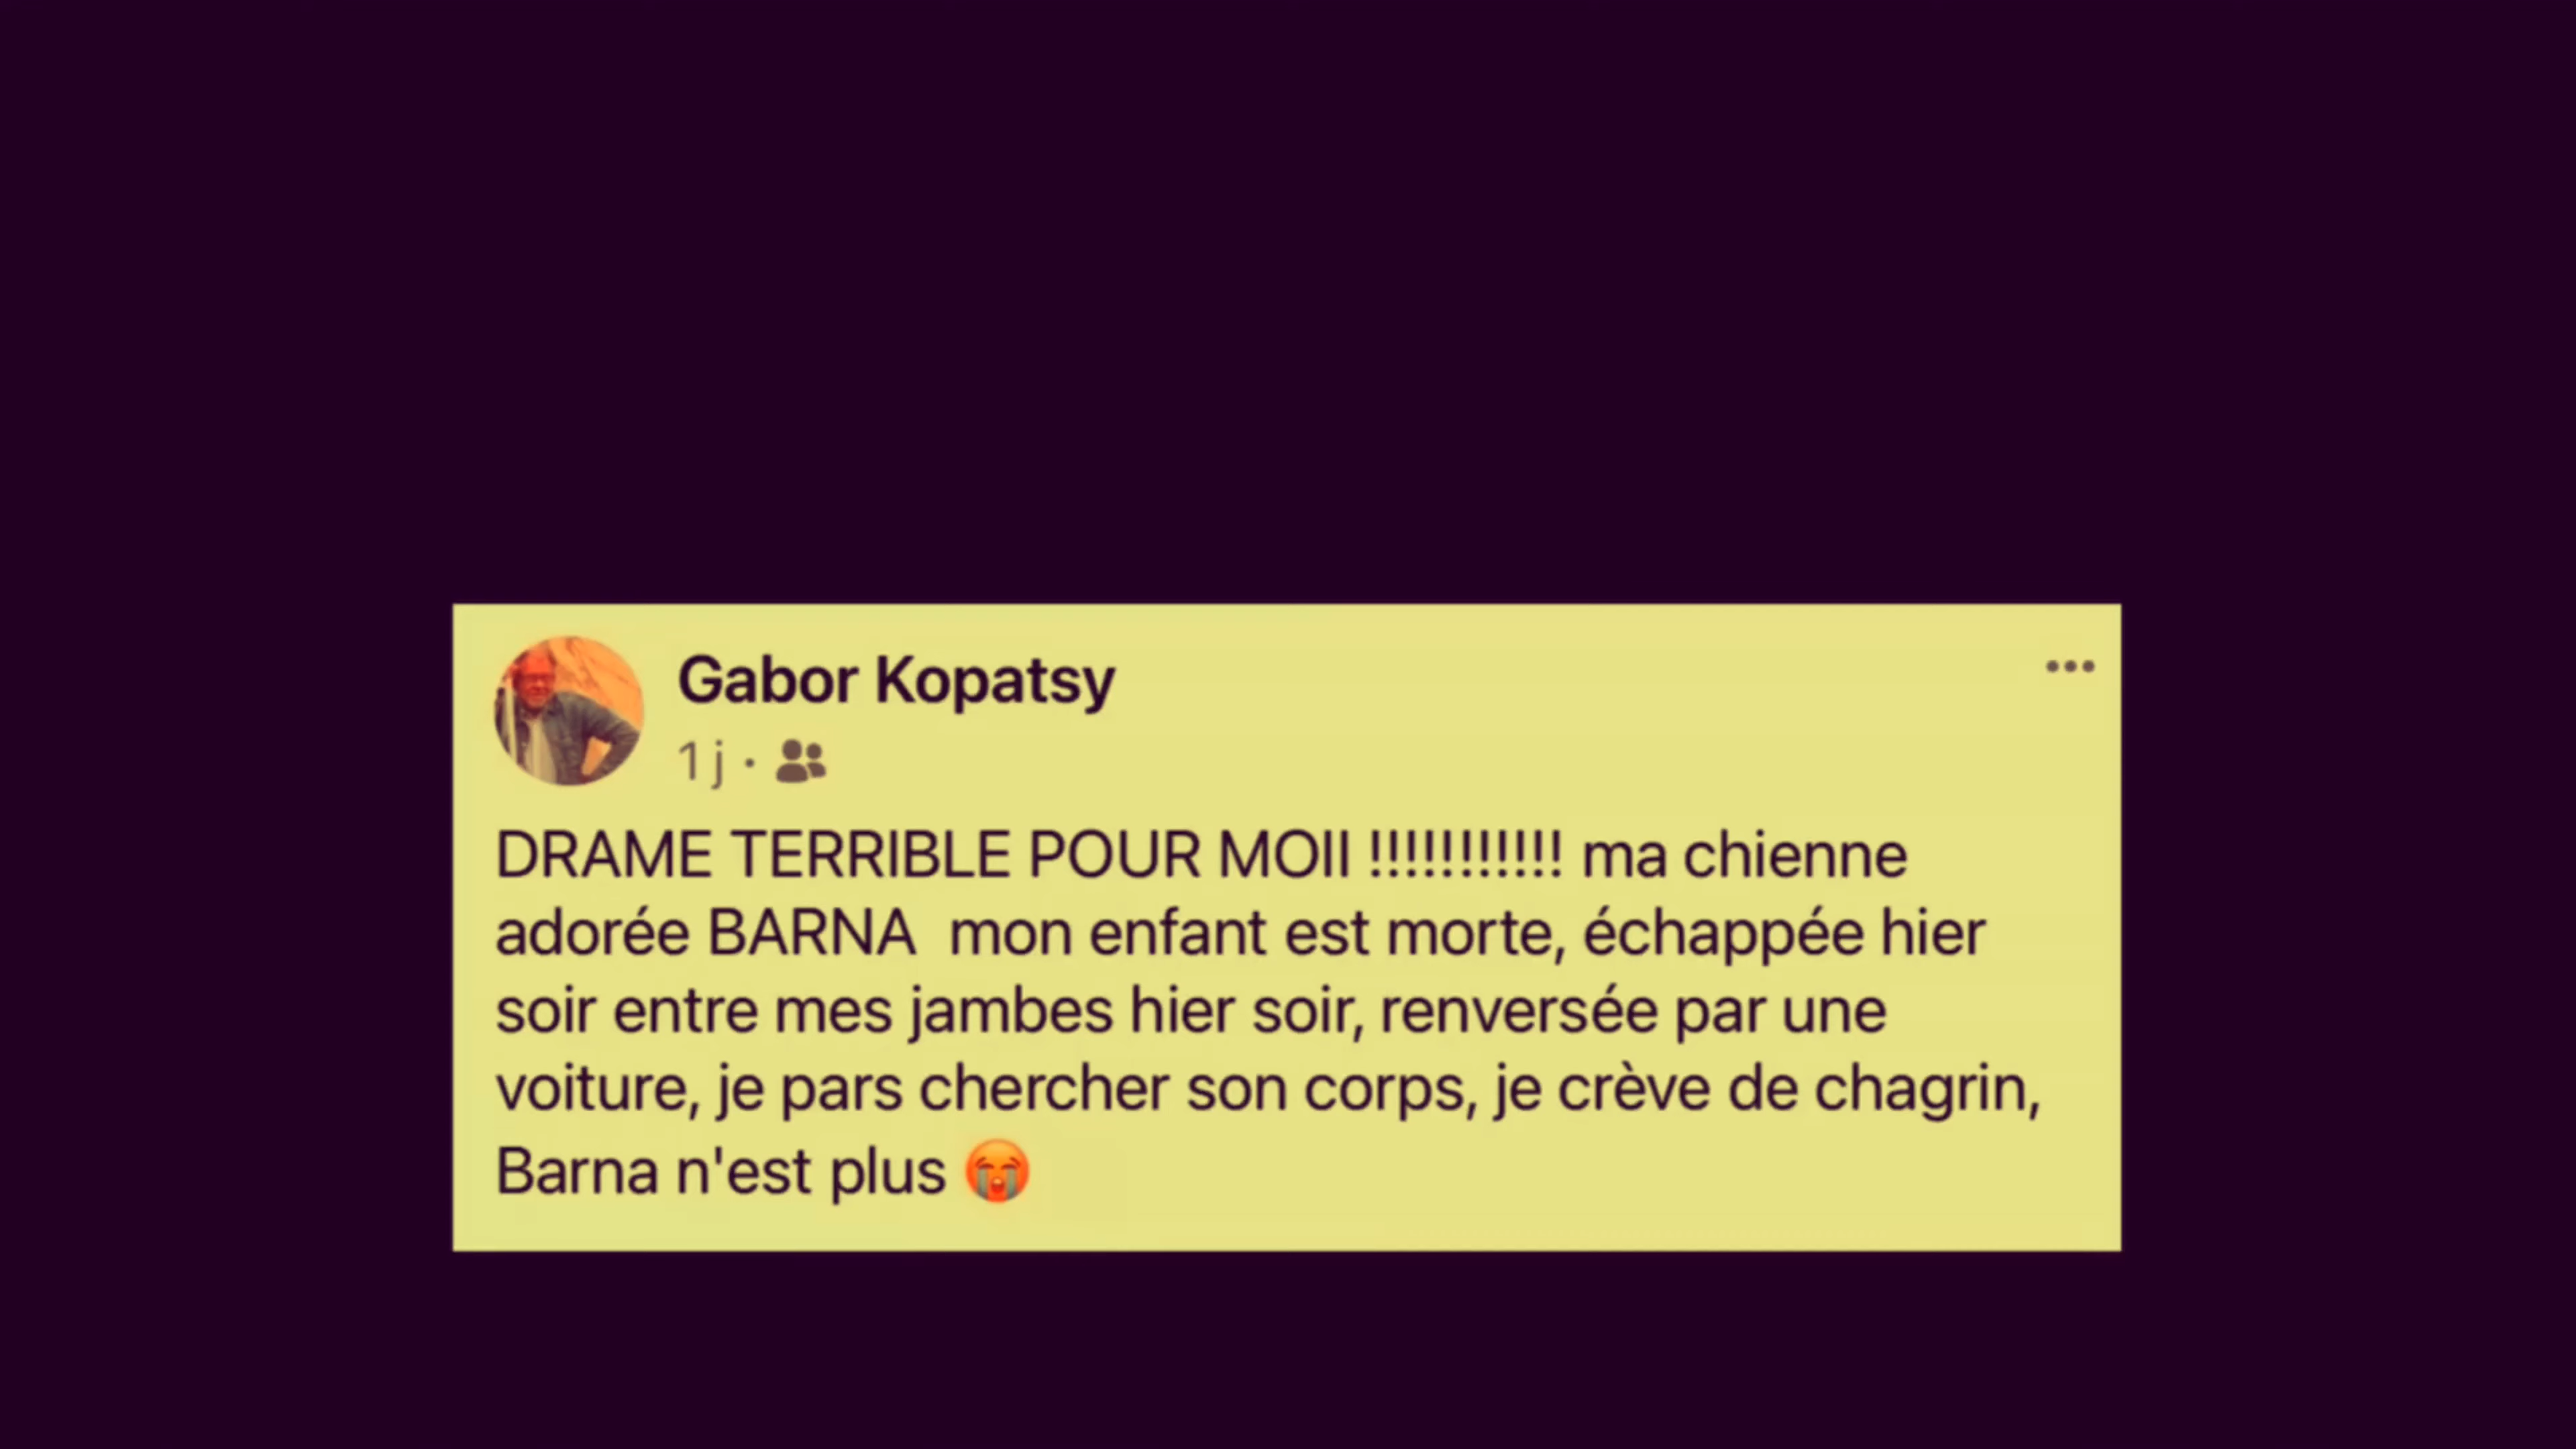 Gabor Kopatsy
1 j ·
DRAME TERRIBLE POUR MOII !!!!!!!!!!! ma chienne
adorée BARNA  mon enfant est morte, échappée hier
soir entre mes jambes hier soir, renversée par une
voiture, je pars chercher son corps, je crève de chagrin,
Barna n'est plus 😭